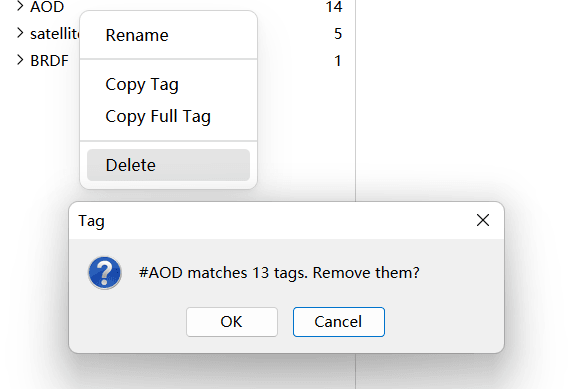 AOD 14
satellite 5
BRDF 1
Rename
Copy Tag
Copy Full Tag
Delete
Tag
#AOD matches 13 tags. Remove them?
OK Cancel